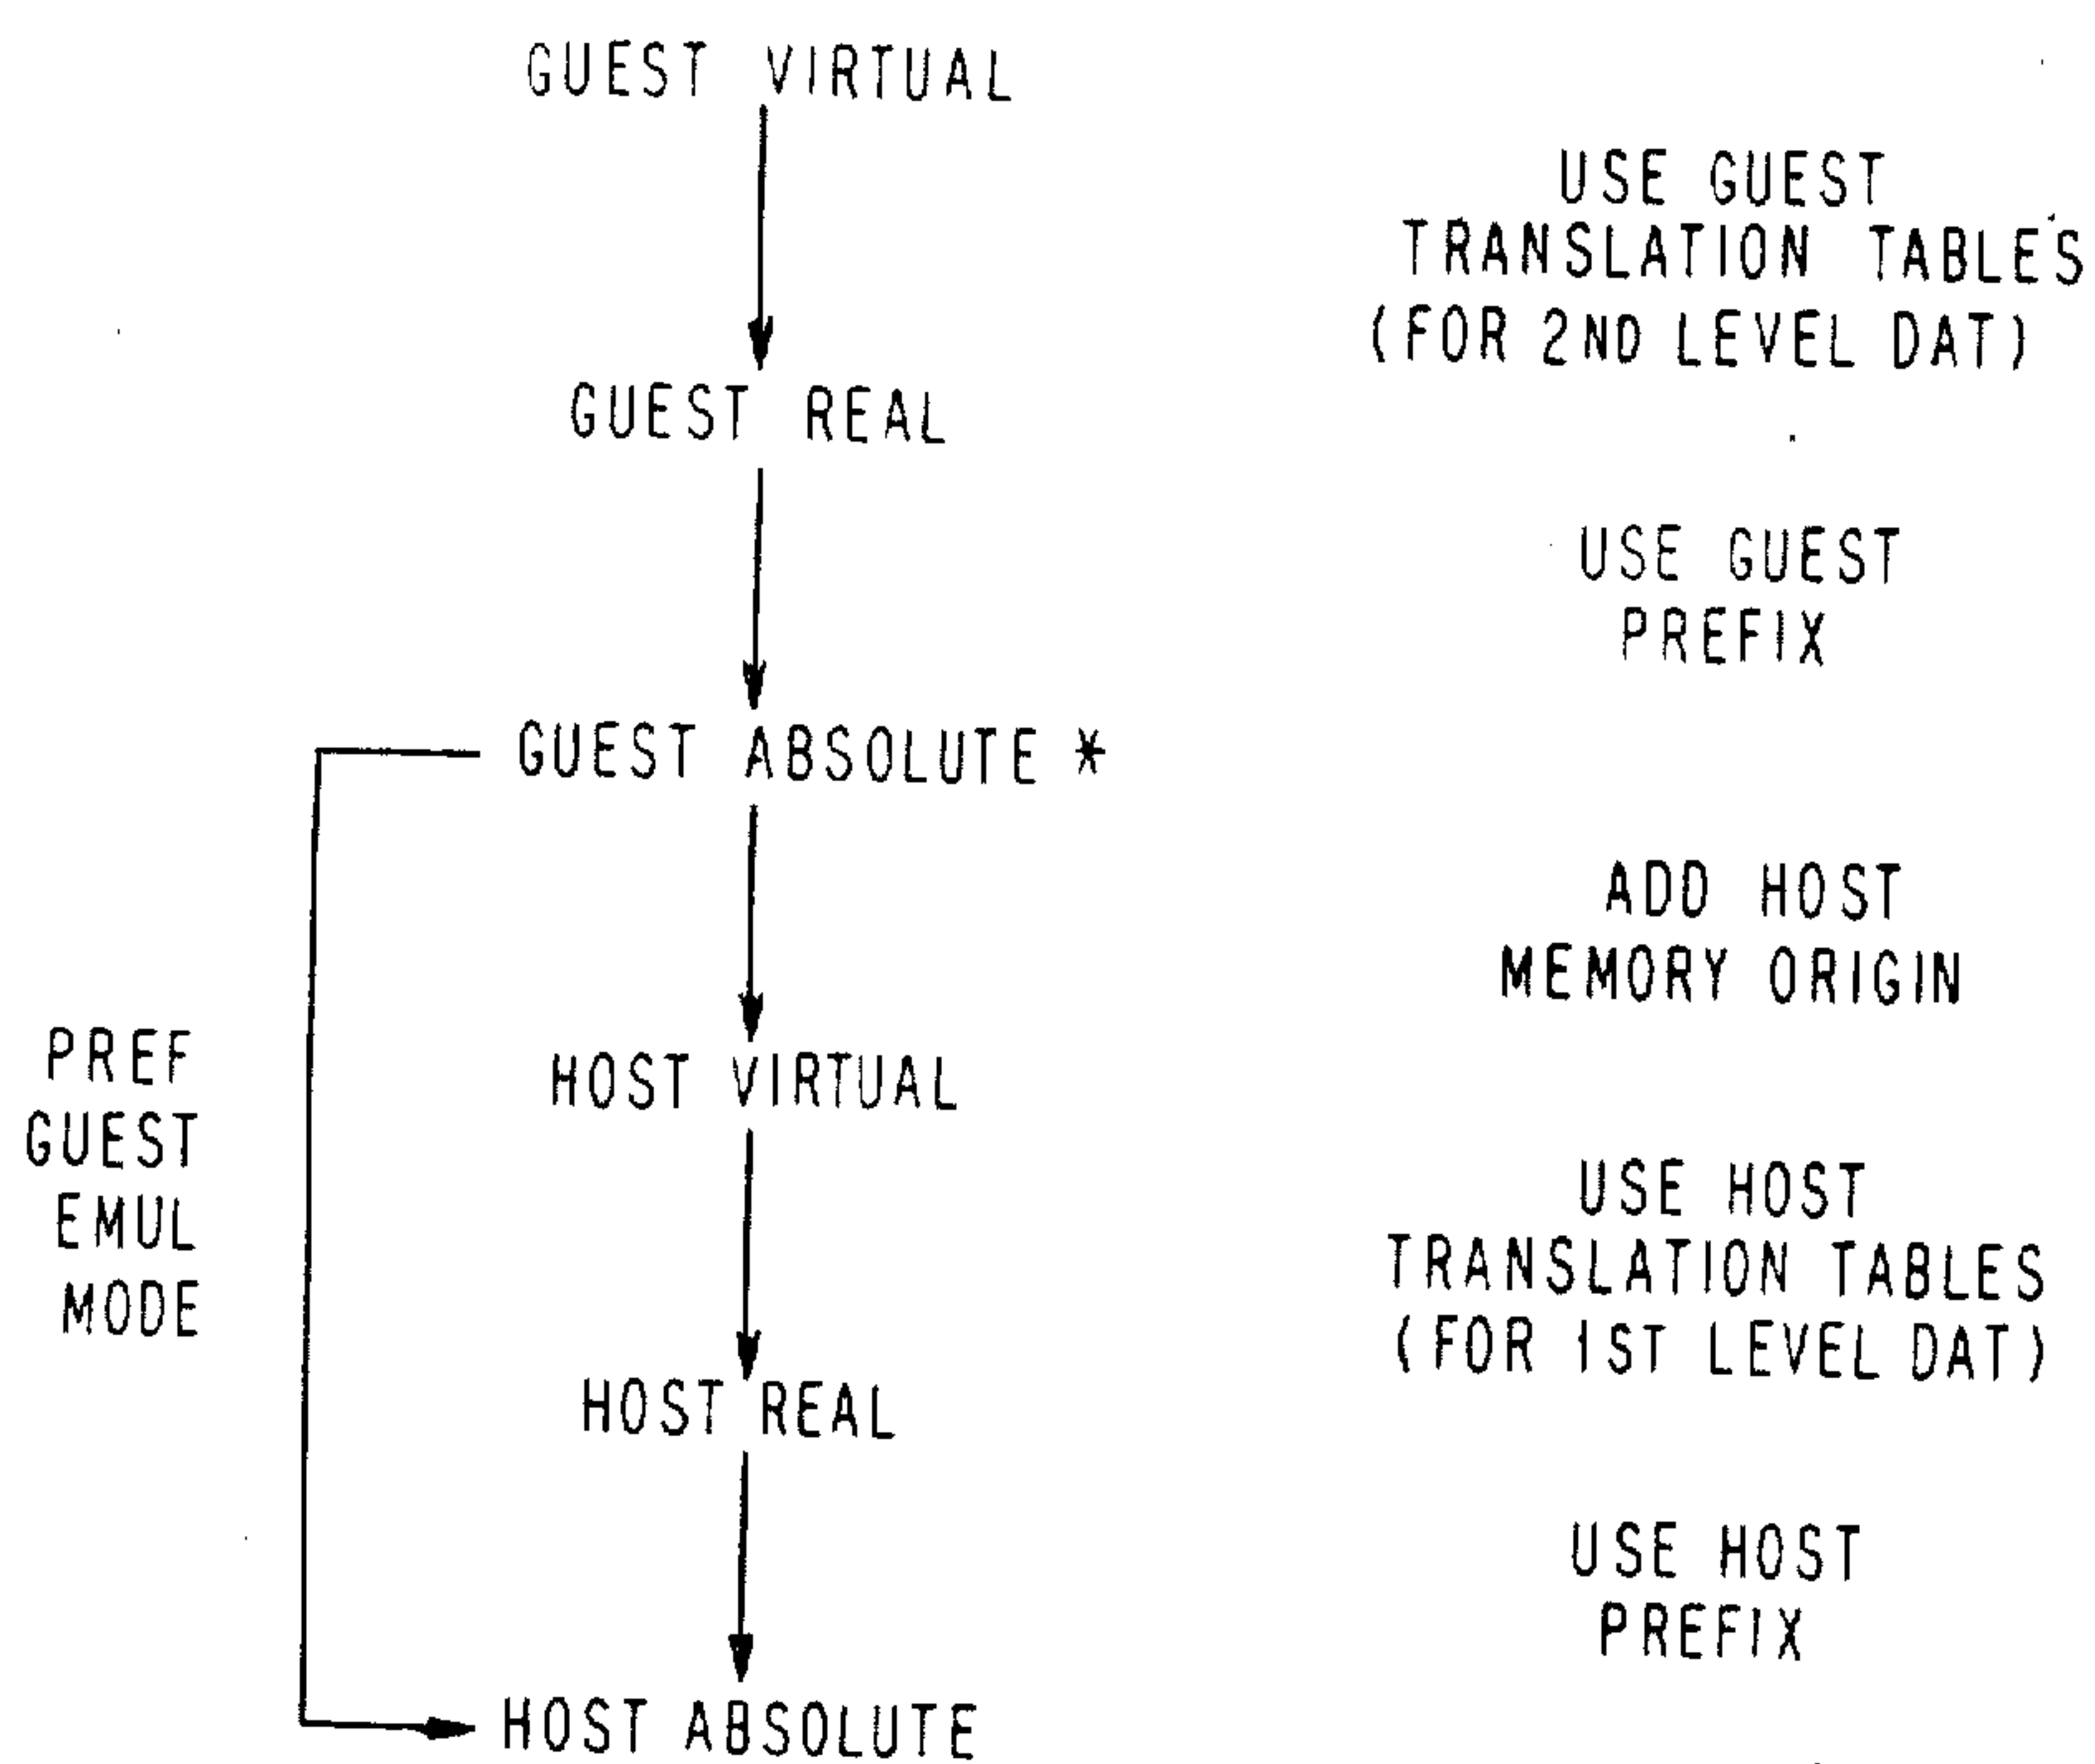 GUEST VIRTUAL
USE GUEST
TRANSLATION TABLES
(FOR 2ND LEVEL DAT)
GUEST REAL
USE GUEST
PREFIX
GUEST ABSOLUTE *
ADD HOST
MEMORY ORIGIN
PREF
GUEST
EMUL
MODE
HOST VIRTUAL
USE HOST
TRANSLATION TABLES
(FOR 1ST LEVEL DAT)
HOST REAL
USE HOST
PREFIX
HOST ABSOLUTE